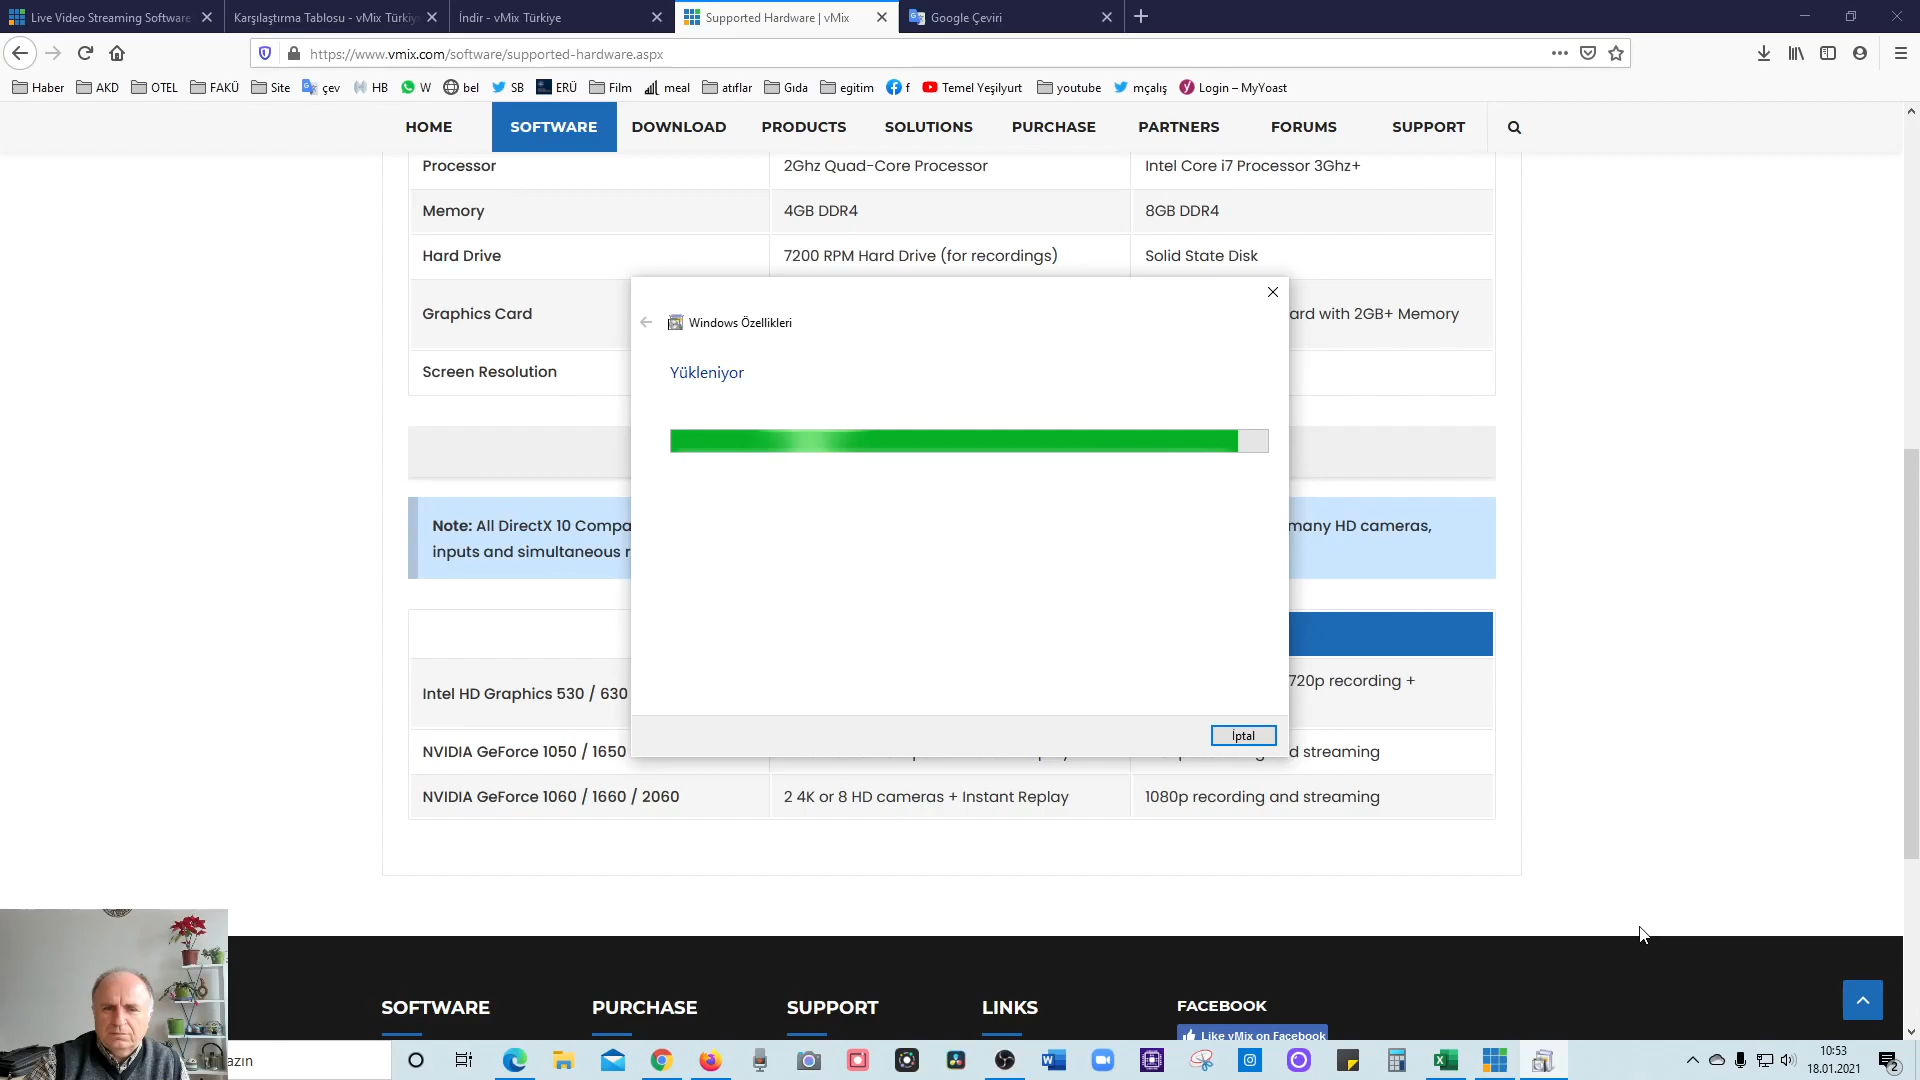 Live Video Streaming Software
Karşılaştırma Tablosu - vMix Türkiy
İndir - vMix Türkiye
Supported Hardware | vMix
Google Çeviri
https://www.vmix.com/software/supported-hardware.aspx
Haber
AKD
OTEL
FAKÜ
Site
çev
HB
W
bel
SB
ERÜ
Film
meal
atıflar
Gıda
egitim
f
Temel Yeşilyurt
youtube
mçalış
Login – MyYoast
HOME
SOFTWARE
DOWNLOAD
PRODUCTS
SOLUTIONS
PURCHASE
PARTNERS
FORUMS
SUPPORT
Processor
2Ghz Quad-Core Processor
Intel Core i7 Processor 3Ghz+
Memory
4GB DDR4
8GB DDR4
Hard Drive
7200 RPM Hard Drive (for recordings)
Solid State Disk
Graphics Card
ard with 2GB+ Memory
Screen Resolution
Windows Özellikleri
Yükleniyor
İptal
Note: All DirectX 10 Compa
many HD cameras,
inputs and simultaneous r
Intel HD Graphics 530 / 630
720p recording +
NVIDIA GeForce 1050 / 1650
d streaming
NVIDIA GeForce 1060 / 1660 / 2060
2 4K or 8 HD cameras + Instant Replay
1080p recording and streaming
SOFTWARE
PURCHASE
SUPPORT
LINKS
FACEBOOK
Like vMix on Facebook
azın
10:53
18.01.2021
2